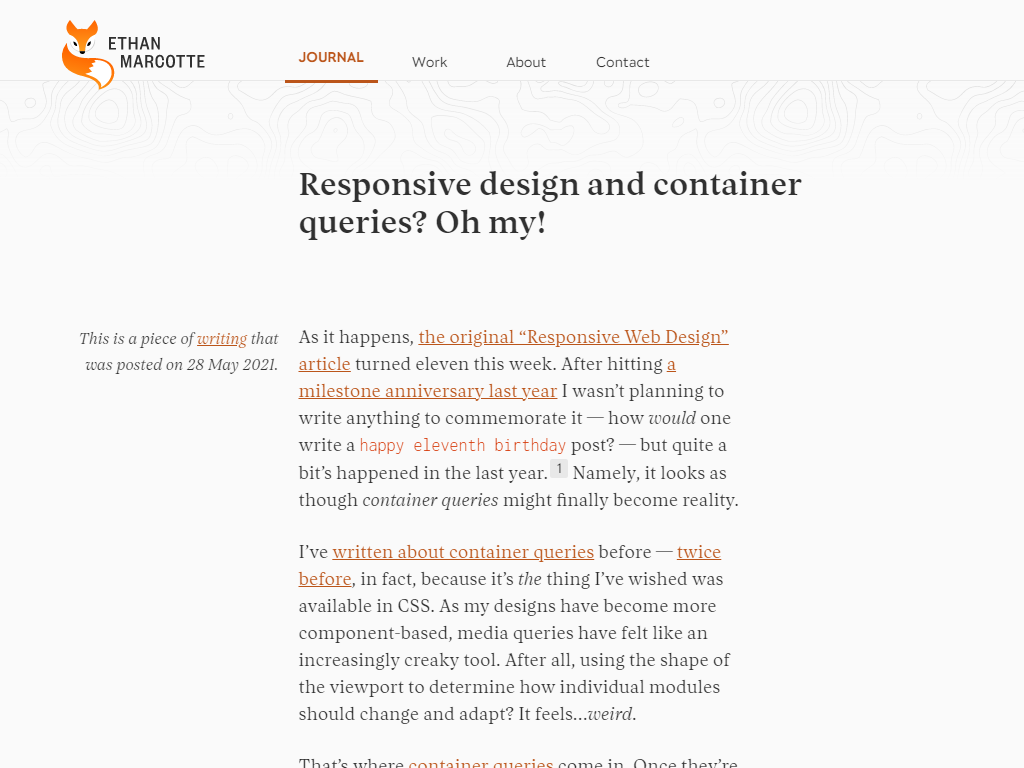 ETHAN
MARCOTTE
JOURNAL
Work
About
Contact
Responsive design and container
queries? Oh my!
This is a piece of writing that
was posted on 28 May 2021.
As it happens, the original “Responsive Web Design”
article turned eleven this week. After hitting a
milestone anniversary last year I wasn’t planning to
write anything to commemorate it — how would one
write a happy eleventh birthday post? — but quite a
bit’s happened in the last year. 1 Namely, it looks as
though container queries might finally become reality.
I’ve written about container queries before — twice
before, in fact, because it’s the thing I’ve wished was
available in CSS. As my designs have become more
component-based, media queries have felt like an
increasingly creaky tool. After all, using the shape of
the viewport to determine how individual modules
should change and adapt? It feels…weird.
That’s where container queries come in. Once they’re